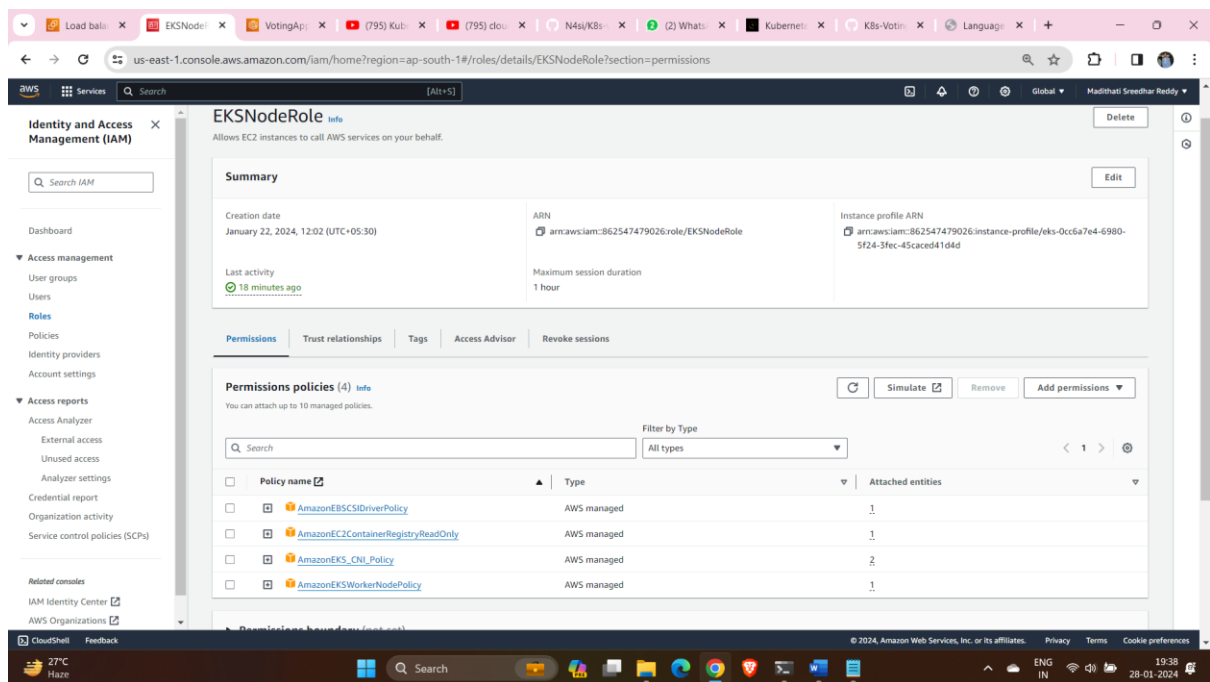 Load balan
EKSNodeR
VotingApp
(795) Kube
(795) clou
N4si/K8s-
(2) Whats
Kubernete
K8s-Votin
Language
us-east-1.console.aws.amazon.com/iam/home?region=ap-south-1#/roles/details/EKSNodeRole?section=permissions
aws
Services
Search
[Alt+S]
Global
Madithati Sreedhar Reddy
Identity and Access
Management (IAM)
Search IAM
Dashboard
Access management
User groups
Users
Roles
Policies
Identity providers
Account settings
Access reports
Access Analyzer
External access
Unused access
Analyzer settings
Credential report
Organization activity
Service control policies (SCPs)
Related consoles
IAM Identity Center
AWS Organizations
EKSNodeRole Info
Delete
Allows EC2 instances to call AWS services on your behalf.
Summary
Edit
Creation date
January 22, 2024, 12:02 (UTC+05:30)
ARN
arn:aws:iam::862547479026:role/EKSNodeRole
Instance profile ARN
arn:aws:iam::862547479026:instance-profile/eks-0cc6a7e4-6980-
5f24-3fec-45caced41d4d
Last activity
18 minutes ago
Maximum session duration
1 hour
Permissions
Trust relationships
Tags
Access Advisor
Revoke sessions
Permissions policies (4) Info
You can attach up to 10 managed policies.
Simulate
Remove
Add permissions
Filter by Type
Search
All types
1
Policy name
Type
Attached entities
AmazonEBSCSIDriverPolicy
AWS managed
1
AmazonEC2ContainerRegistryReadOnly
AWS managed
1
AmazonEKS_CNI_Policy
AWS managed
2
AmazonEKSWorkerNodePolicy
AWS managed
1
Permissions boundary (not set)
CloudShell
Feedback
© 2024, Amazon Web Services, Inc. or its affiliates.
Privacy
Terms
Cookie preferences
27°C
Haze
Search
ENG
IN
19:38
28-01-2024